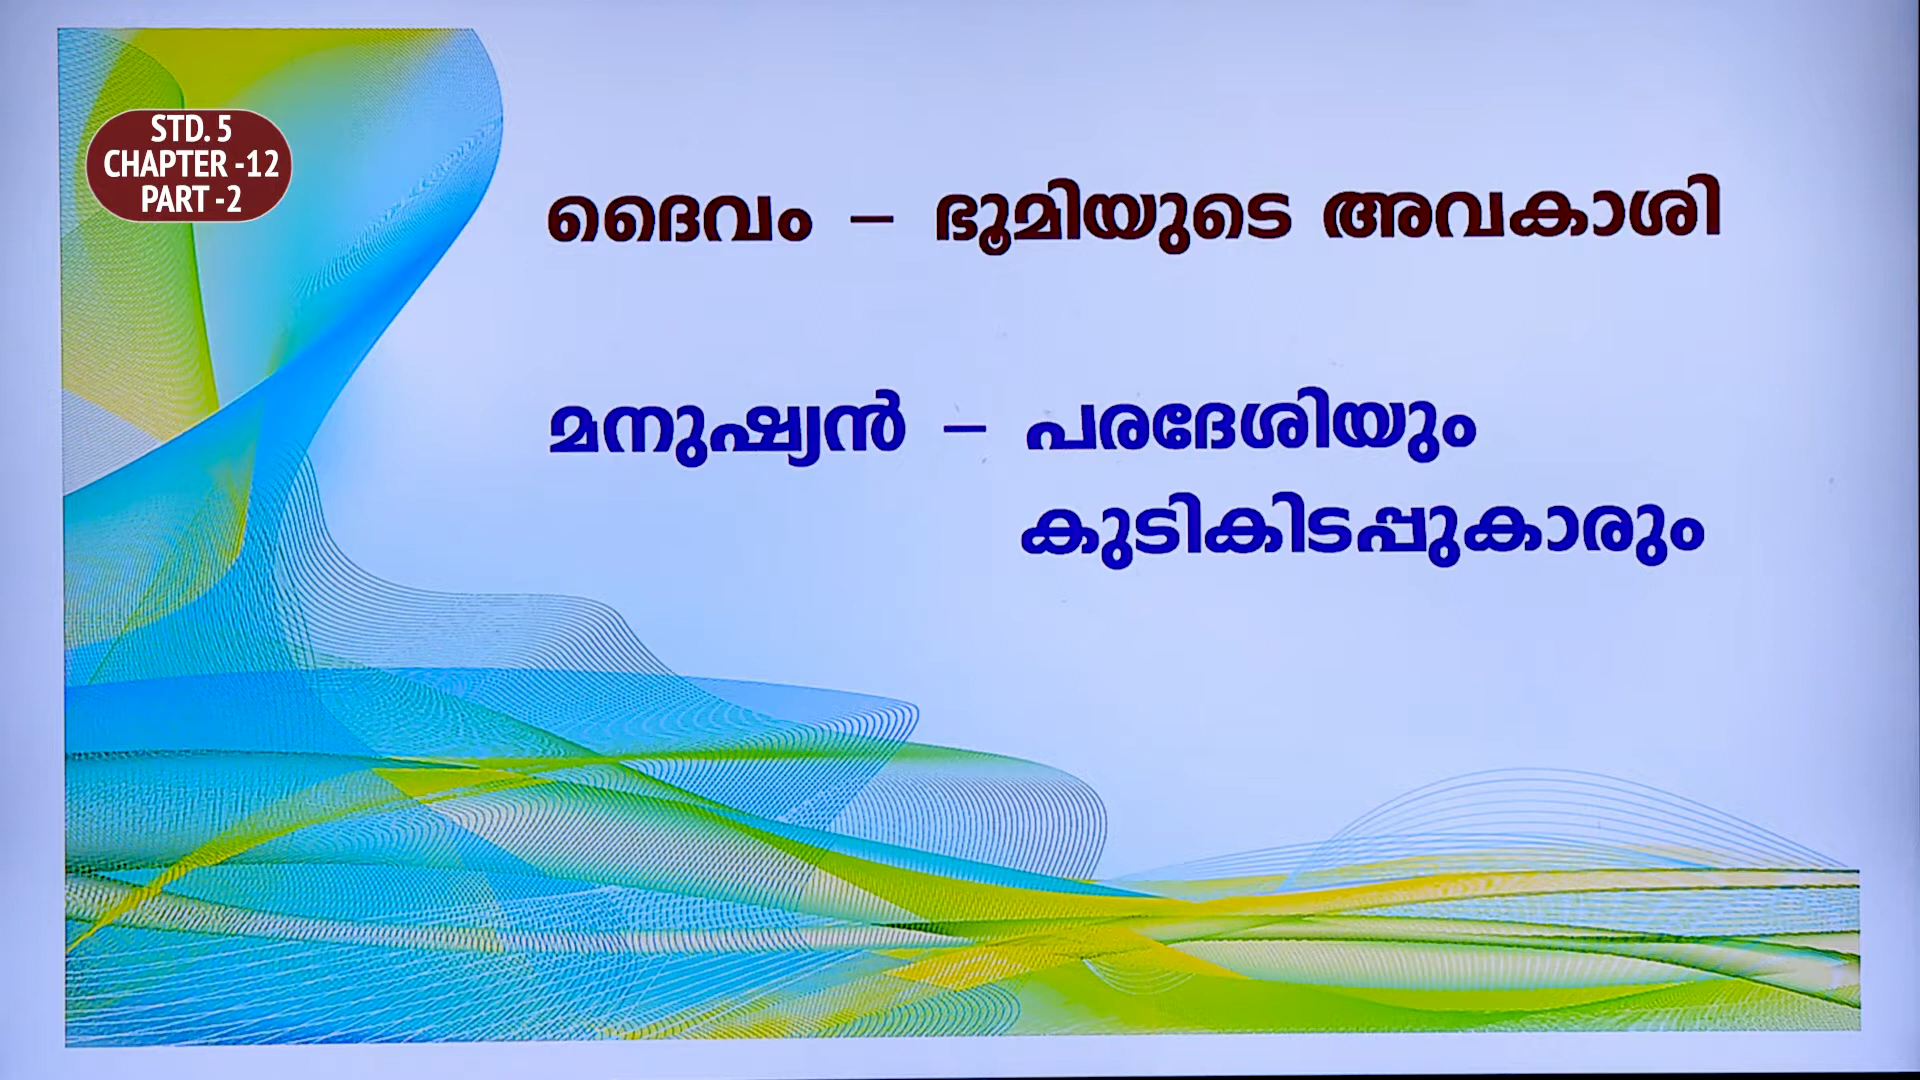 STD. 5
CHAPTER -12
PART -2
ദൈവം – ഭൂമിയുടെ അവകാശി
മനുഷ്യൻ – പരദേശിയും
കുടികിടപ്പുകാരും